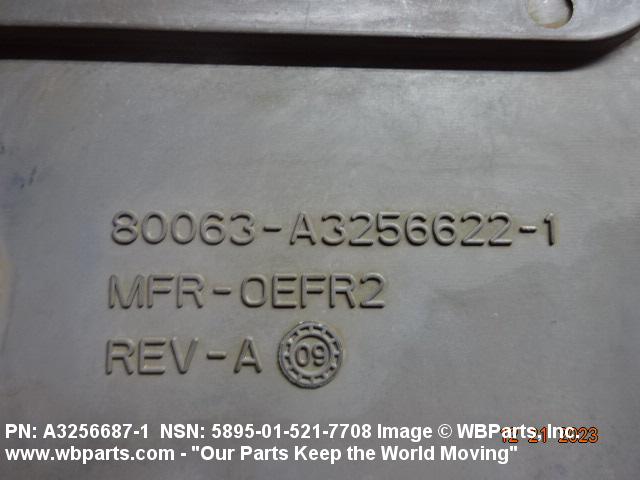 80063-A3256622-1
MFR-0EFR2
REV-A 09
PN: A3256687-1 NSN: 5895-01-521-7708 Image © WBParts, Inc.
12 21 2023
www.wbparts.com - "Our Parts Keep the World Moving"